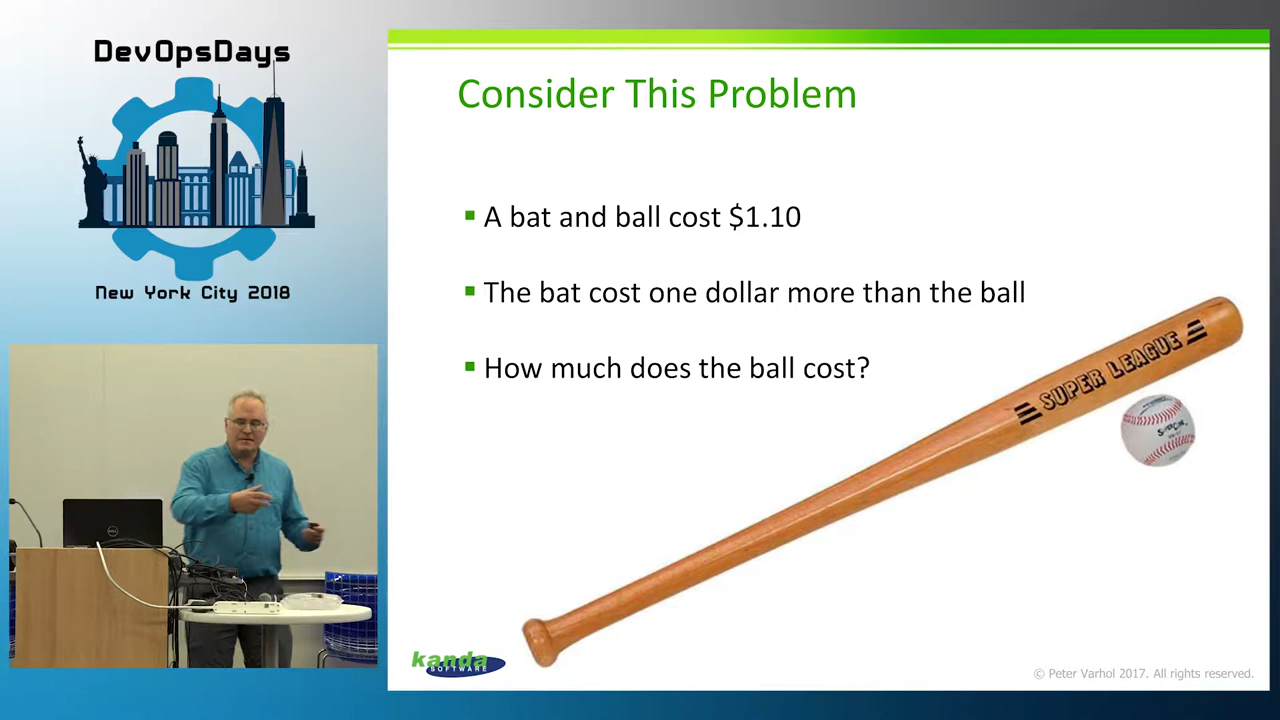 DevOpsDays
New York City 2018
Consider This Problem
A bat and ball cost $1.10
The bat cost one dollar more than the ball
How much does the ball cost?
SUPER LEAGUE
kanda
SOFTWARE
© Peter Varhol 2017. All rights reserved.
DELL